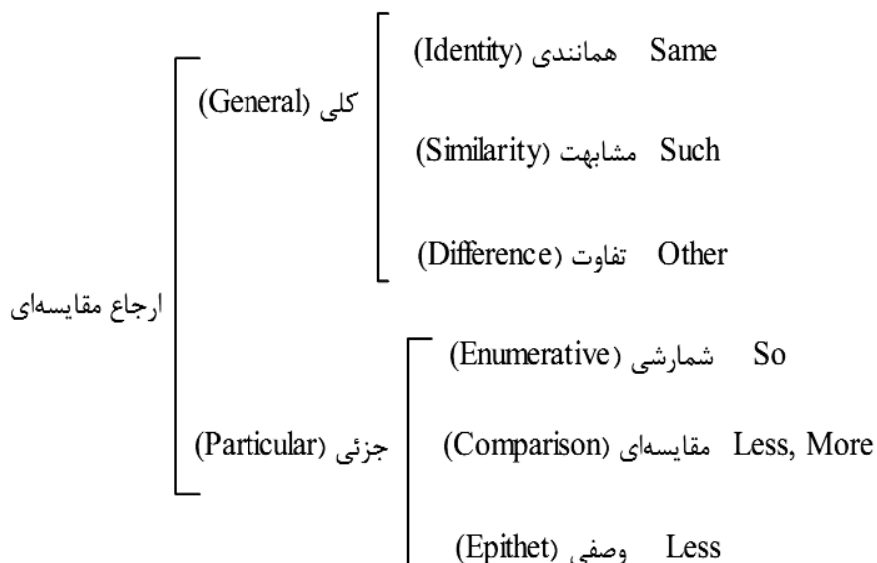 همانندی (Identity) Same
کلی (General)
مشابهت (Similarity) Such
تفاوت (Difference) Other
ارجاع مقایسه‌ای
شمارشی (Enumerative) So
جزئی (Particular)
مقایسه‌ای (Comparison) Less, More
وصفی (Epithet) Less